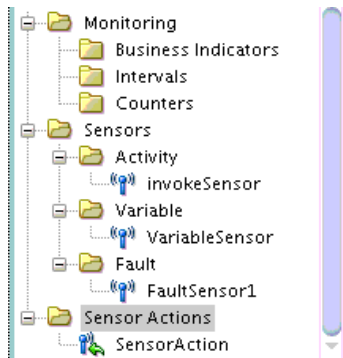 Monitoring
Business Indicators
Intervals
Counters
Sensors
Activity
invokeSensor
Variable
VariableSensor
Fault
FaultSensor1
Sensor Actions
SensorAction